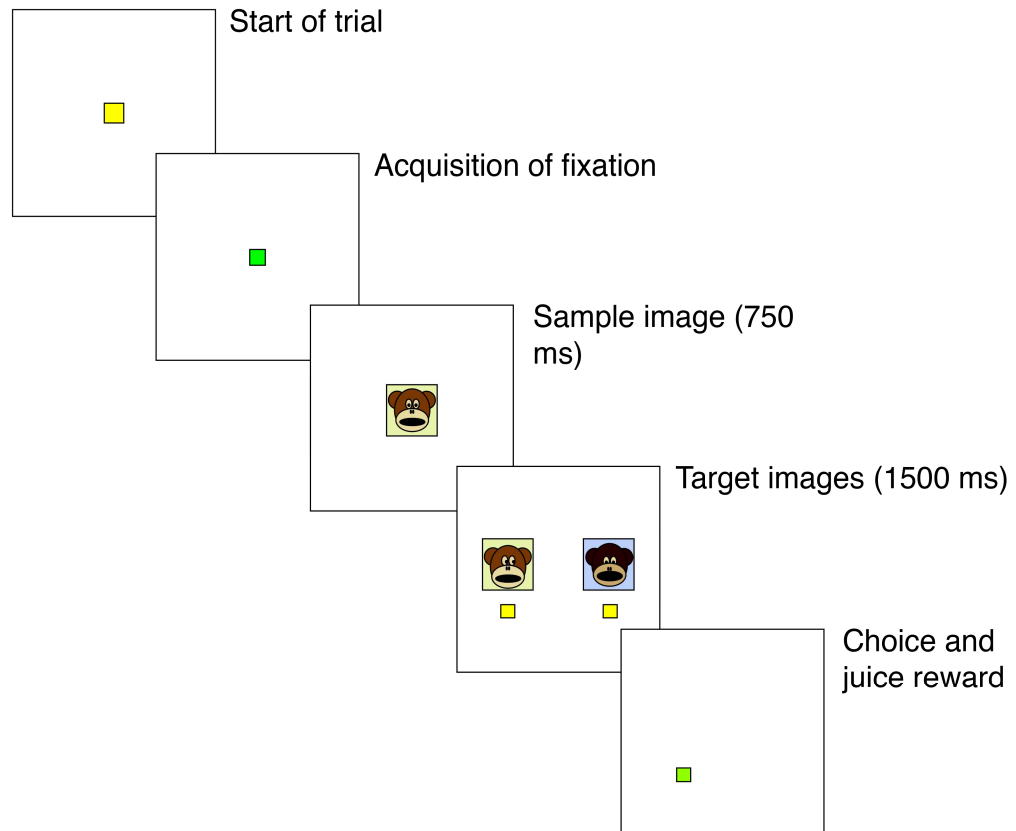 Start of trial
Acquisition of fixation
Sample image (750
ms)
Target images (1500 ms)
Choice and
juice reward